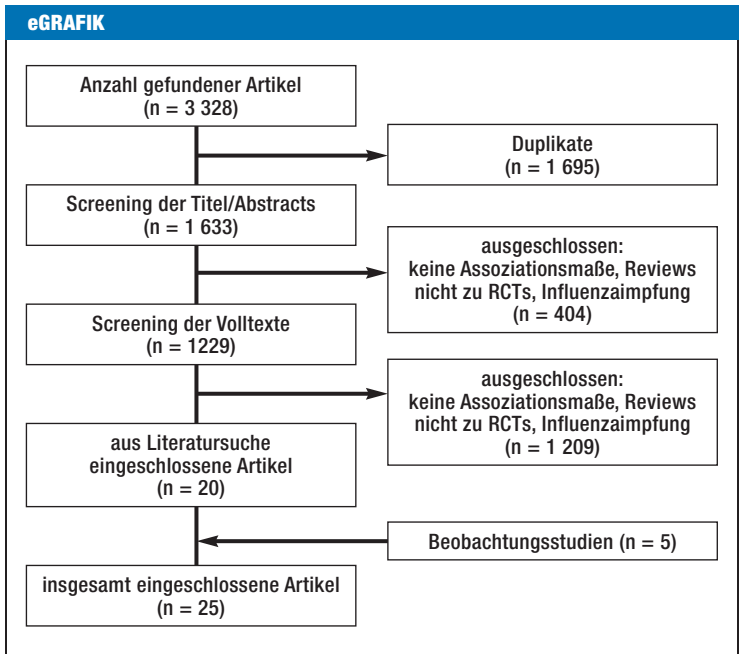 eGRAFIK
Anzahl gefundener Artikel
(n = 3 328)
Duplikate
(n = 1 695)
Screening der Titel/Abstracts
(n = 1 633)
ausgeschlossen:
keine Assoziationsmaße, Reviews
nicht zu RCTs, Influenzaimpfung
(n = 404)
Screening der Volltexte
(n = 1229)
ausgeschlossen:
keine Assoziationsmaße, Reviews
nicht zu RCTs, Influenzaimpfung
(n = 1 209)
aus Literatursuche
eingeschlossene Artikel
(n = 20)
Beobachtungsstudien (n = 5)
insgesamt eingeschlossene Artikel
(n = 25)